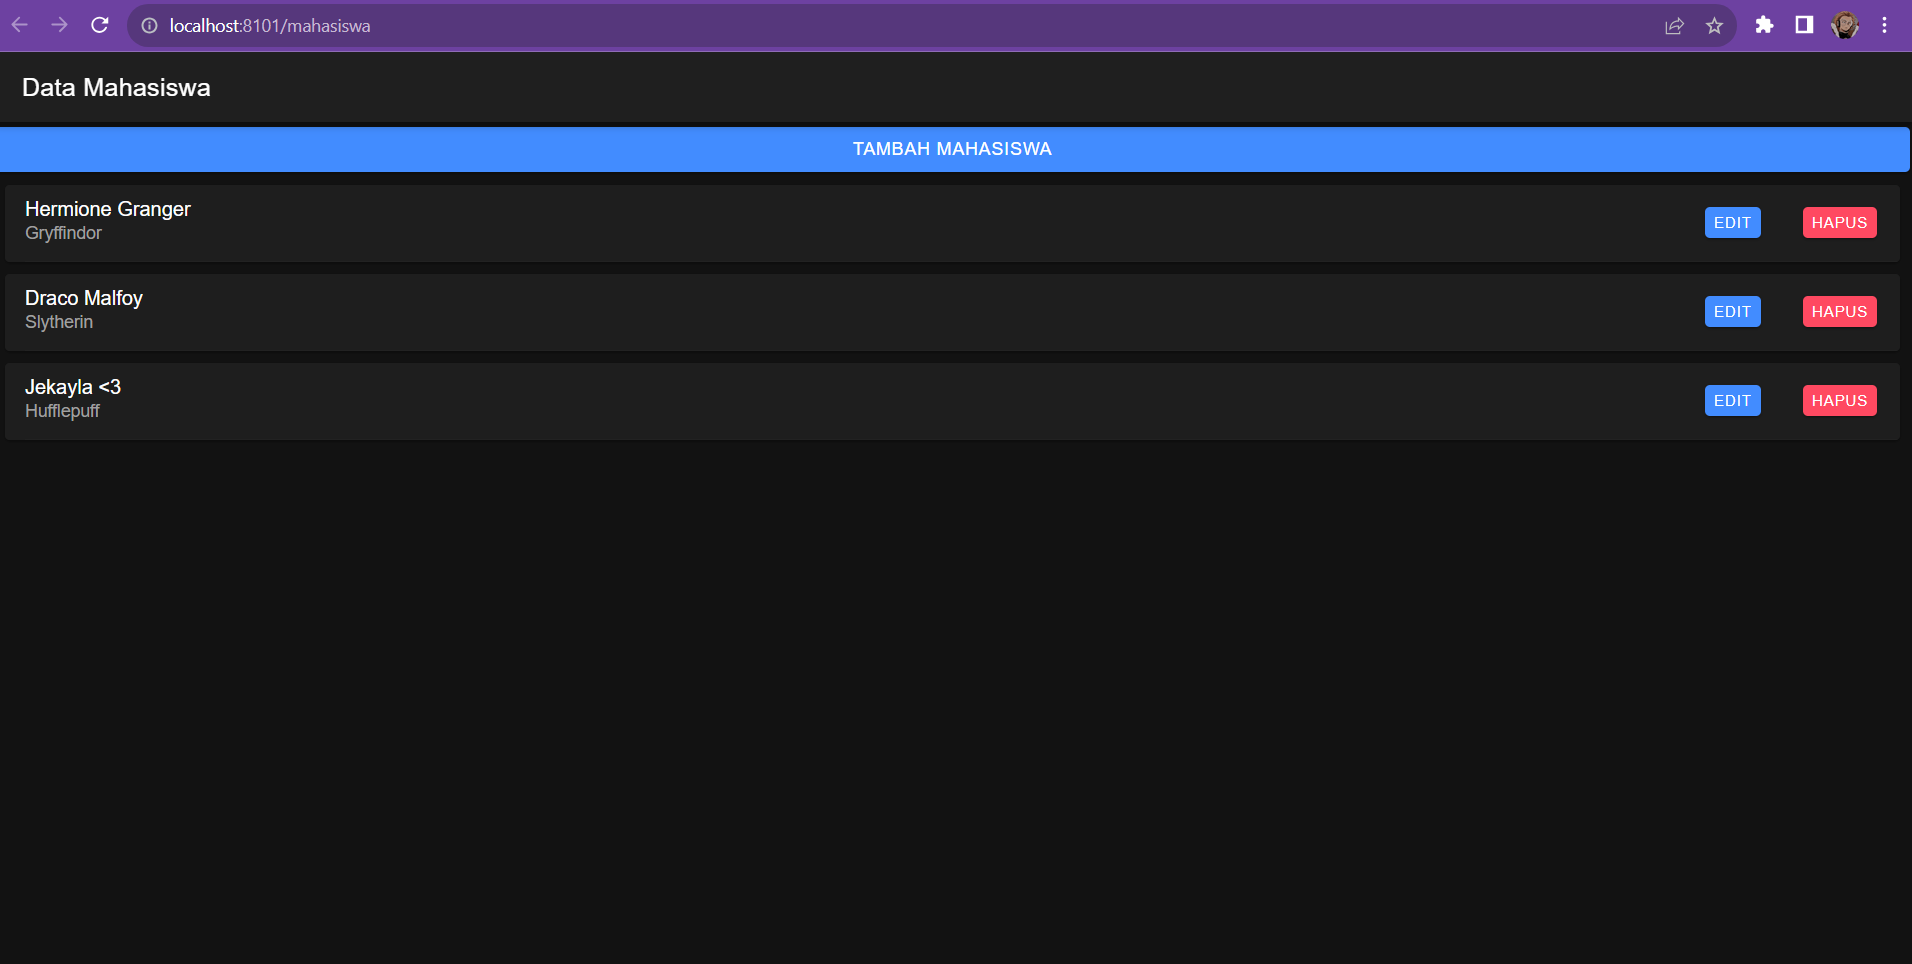 localhost:8101/mahasiswa
Data Mahasiswa
TAMBAH MAHASISWA
Hermione Granger
Gryffindor
EDIT
HAPUS
Draco Malfoy
Slytherin
EDIT
HAPUS
Jekayla <3
Hufflepuff
EDIT
HAPUS